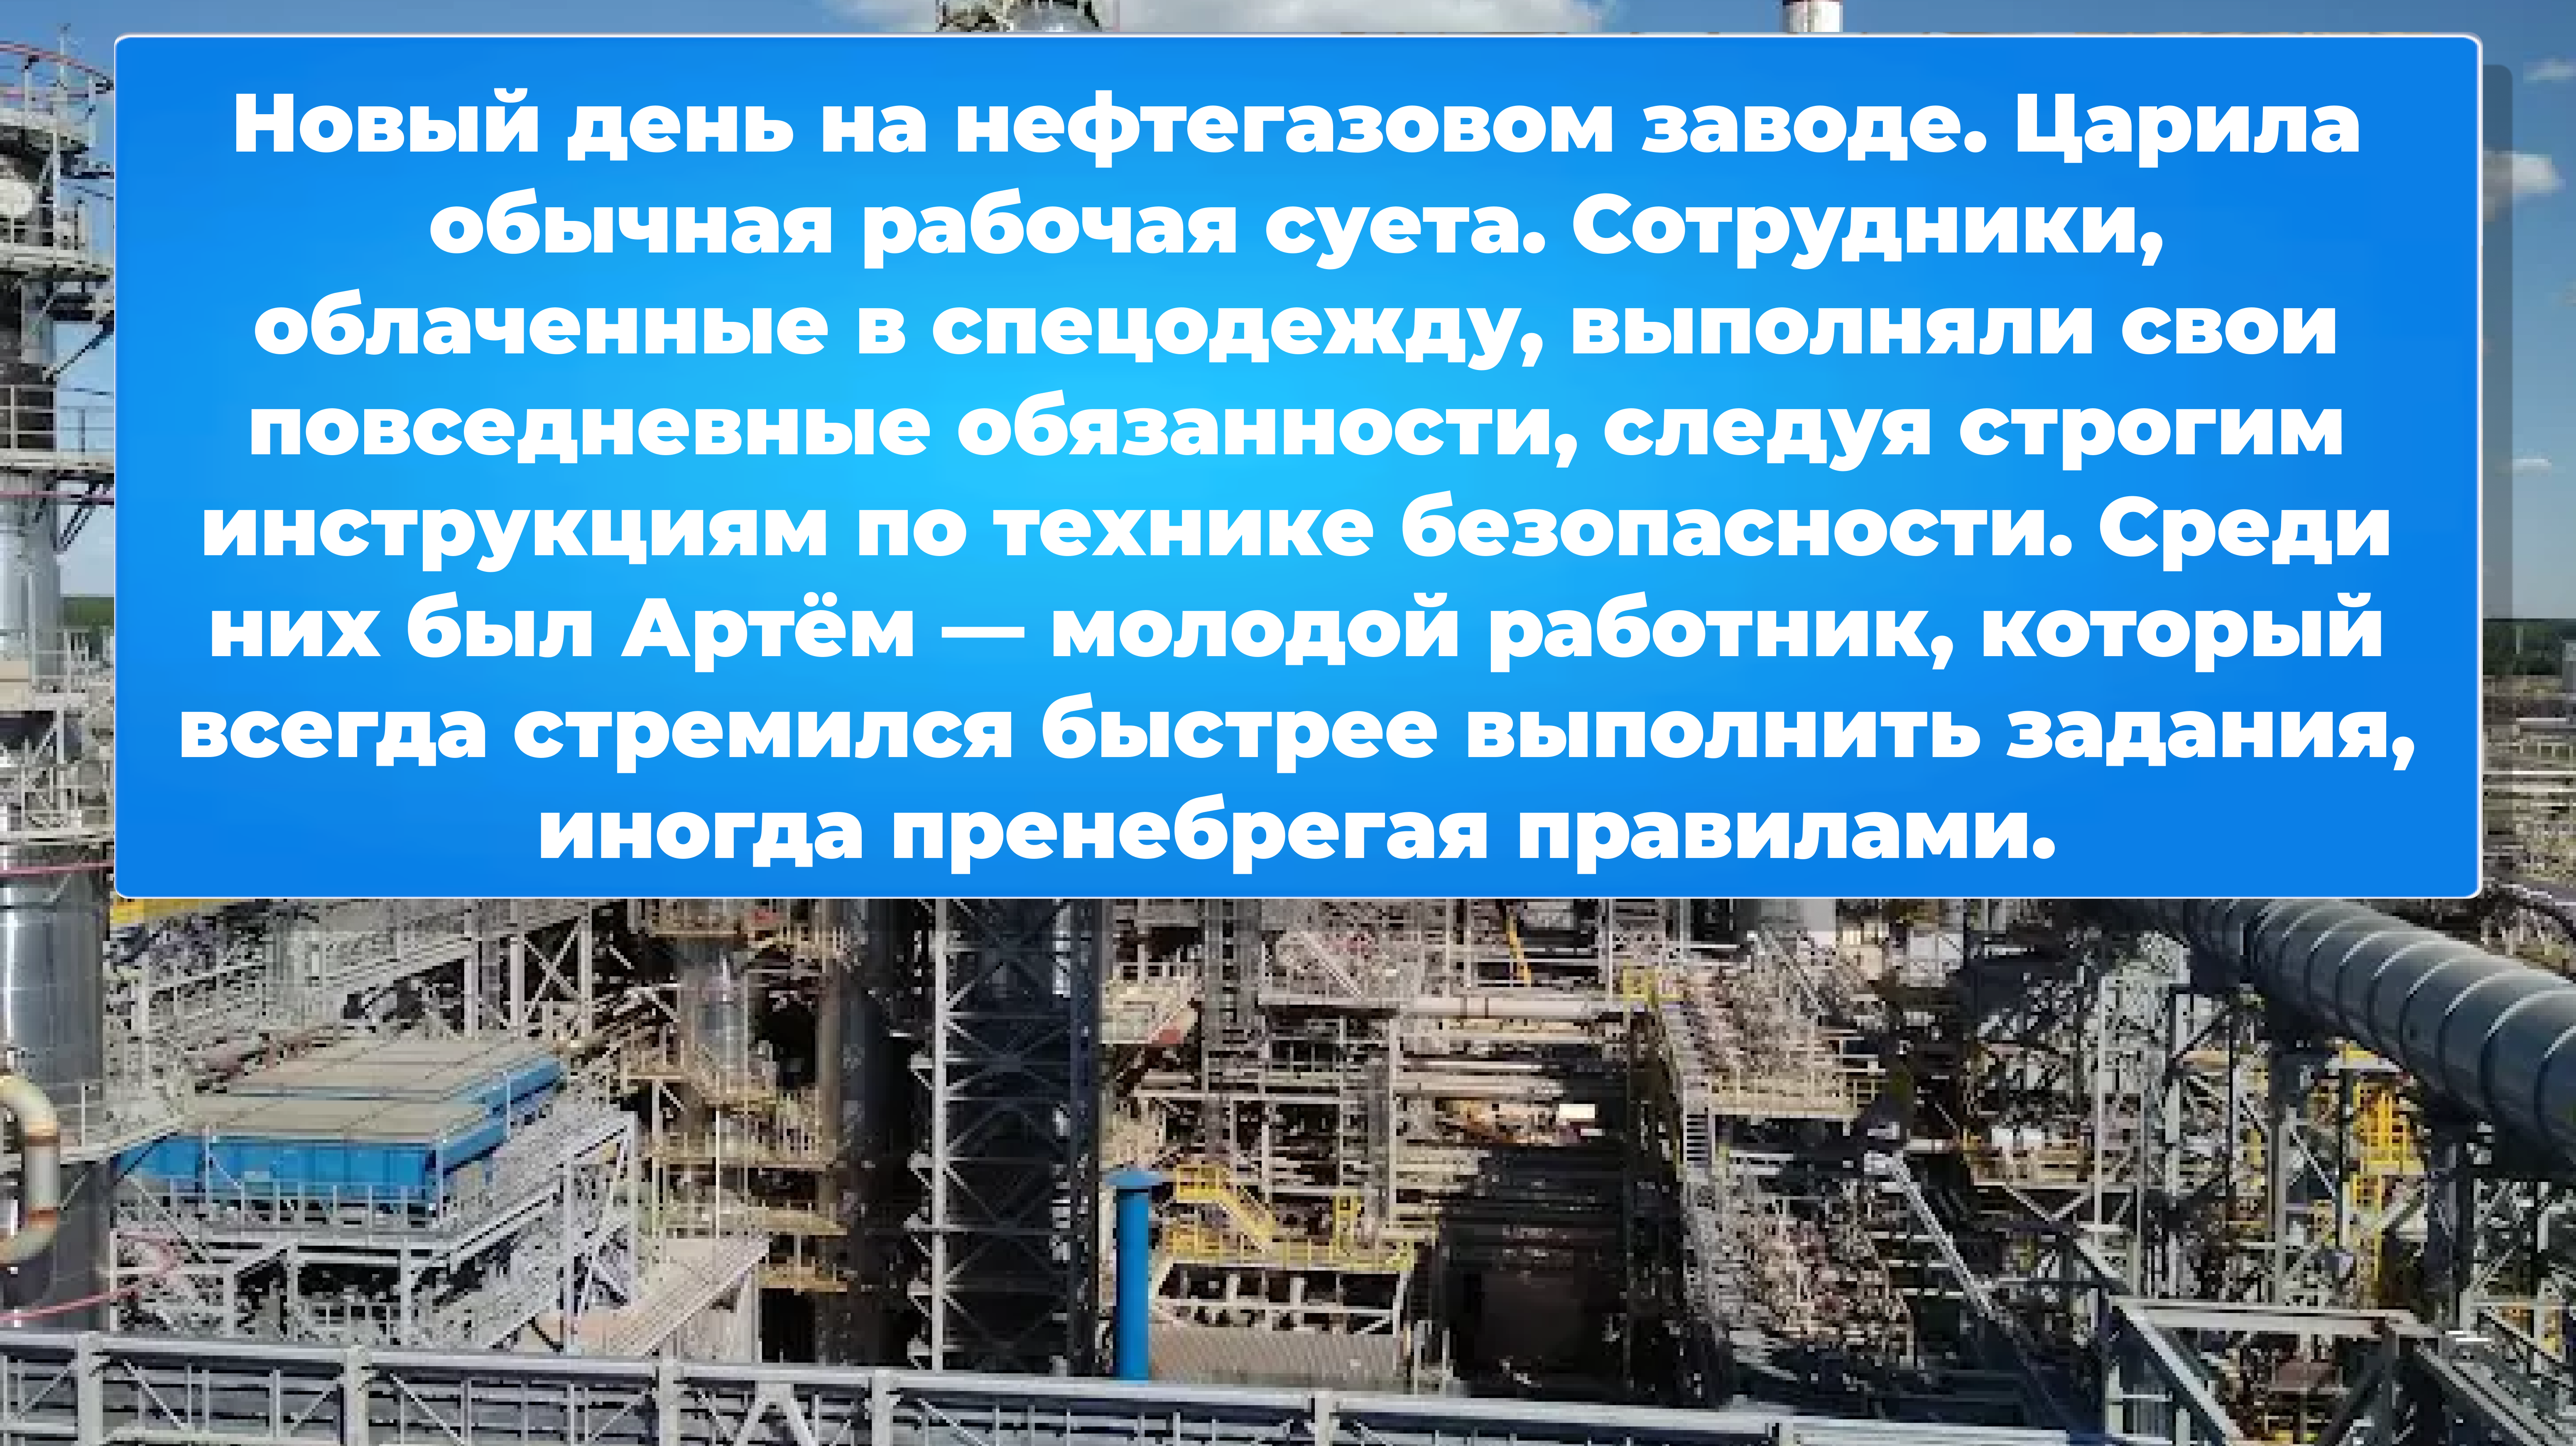 Новый день на нефтегазовом заводе. Царила
обычная рабочая суета. Сотрудники,
облаченные в спецодежду, выполняли свои
повседневные обязанности, следуя строгим
инструкциям по технике безопасности. Среди
них был Артём — молодой работник, который
всегда стремился быстрее выполнить задания,
иногда пренебрегая правилами.